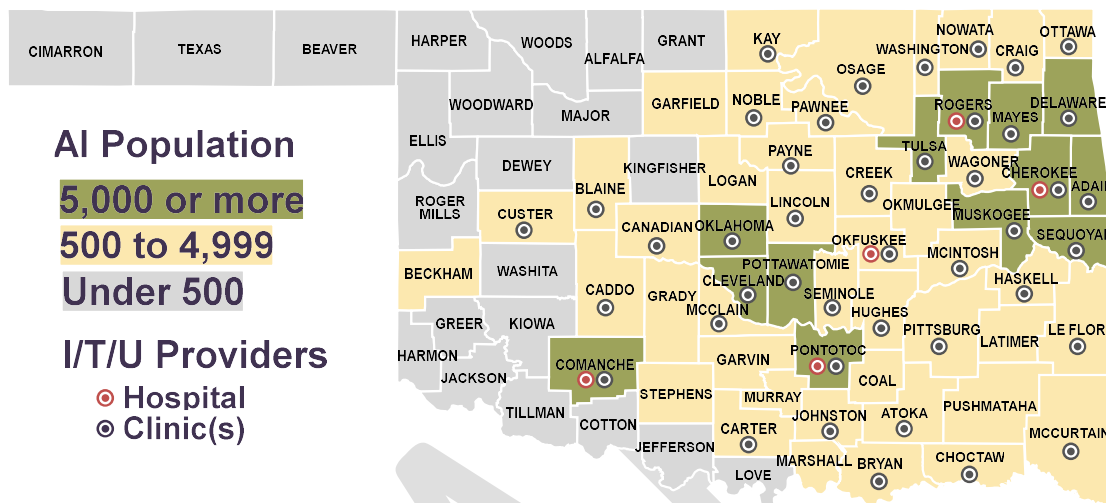 CIMARRON
TEXAS
BEAVER
HARPER
WOODS
ALFALFA
GRANT
KAY
OSAGE
WASHINGTON
NOWATA
CRAIG
OTTAWA
WOODWARD
MAJOR
GARFIELD
NOBLE
PAWNEE
ROGERS
MAYES
DELAWARE
ELLIS
DEWEY
BLAINE
KINGFISHER
LOGAN
PAYNE
CREEK
TULSA
WAGONER
CHEROKEE
ADAI
ROGER
MILLS
CUSTER
CANADIAN
OKLAHOMA
LINCOLN
OKMULGEE
MUSKOGEE
SEQUOYA
BECKHAM
WASHITA
CADDO
GRADY
MCCLAIN
CLEVELAND
POTTAWATOMIE
SEMINOLE
OKFUSKEE
MCINTOSH
HASKELL
HUGHES
PITTSBURG
LATIMER
LE FLOR
GREER
KIOWA
HARMON
JACKSON
COMANCHE
STEPHENS
GARVIN
PONTOTOC
COAL
MURRAY
JOHNSTON
ATOKA
PUSHMATAHA
MCCURTAIN
TILLMAN
COTTON
JEFFERSON
CARTER
LOVE
MARSHALL
BRYAN
CHOCTAW
AI Population
5,000 or more
500 to 4,999
Under 500
I/T/U Providers
Hospital
Clinic(s)